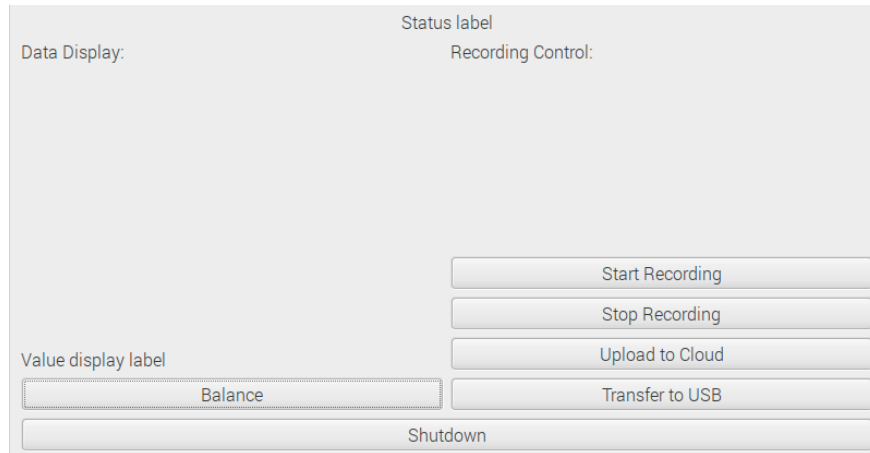 Status label
Data Display:
Recording Control:
Start Recording
Stop Recording
Value display label
Upload to Cloud
Balance
Transfer to USB
Shutdown